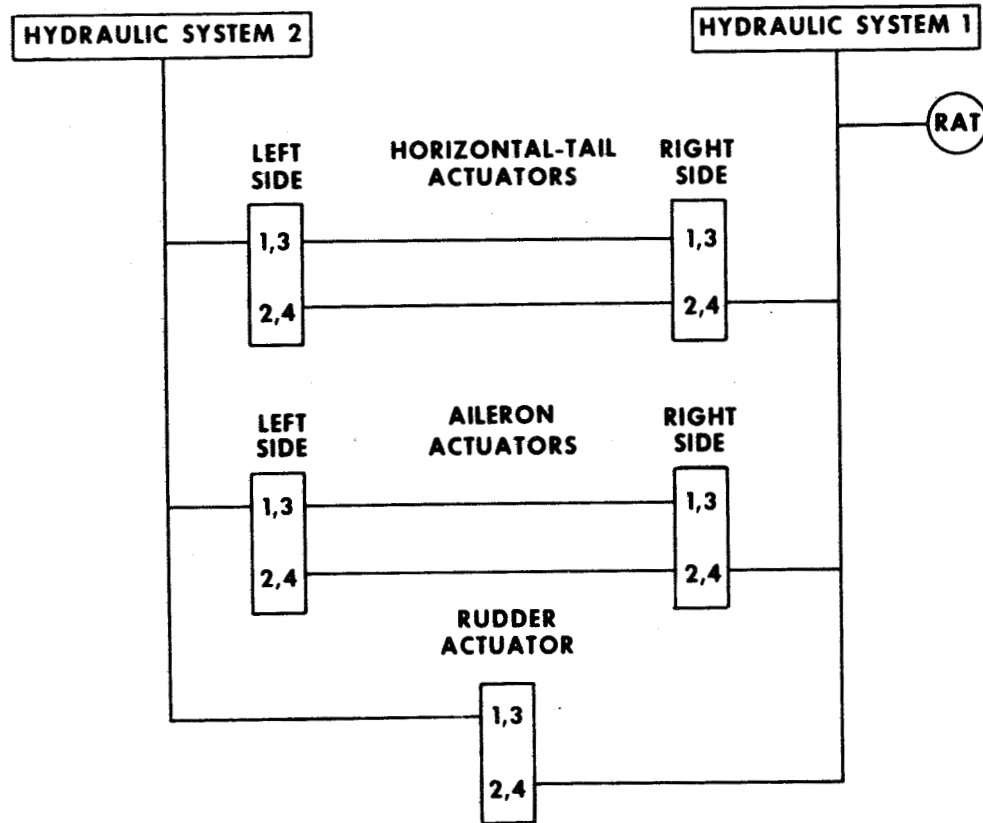 HYDRAULIC SYSTEM 2
HYDRAULIC SYSTEM 1
RAT
LEFT
SIDE
HORIZONTAL-TAIL
ACTUATORS
RIGHT
SIDE
1,3
1,3
2,4
2,4
LEFT
SIDE
AILERON
ACTUATORS
RIGHT
SIDE
1,3
1,3
2,4
2,4
RUDDER
ACTUATOR
1,3
2,4